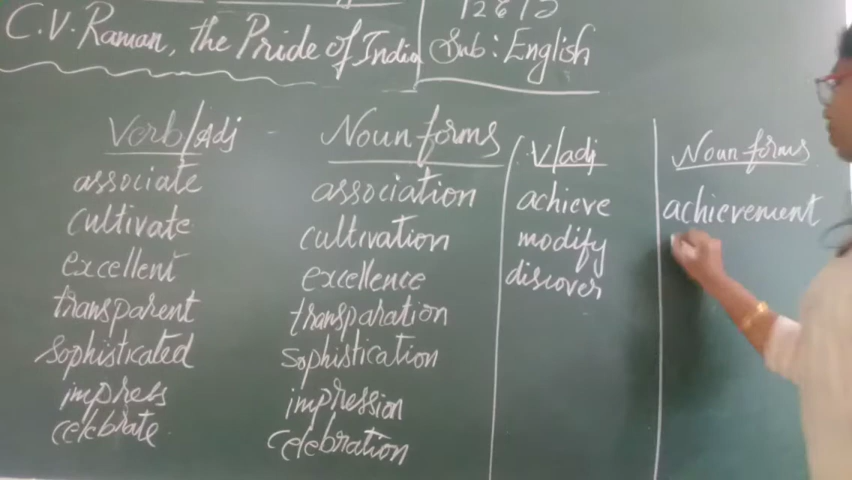 C.V. Raman, the Pride of India
Sub: English
Verb/Adj - Noun forms
associate association
cultivate cultivation
excellent excellence
transparent transparation
sophisticated sophistication
impress impression
celebrate celebration
V/adj Noun forms
achieve achievement
modify
discover